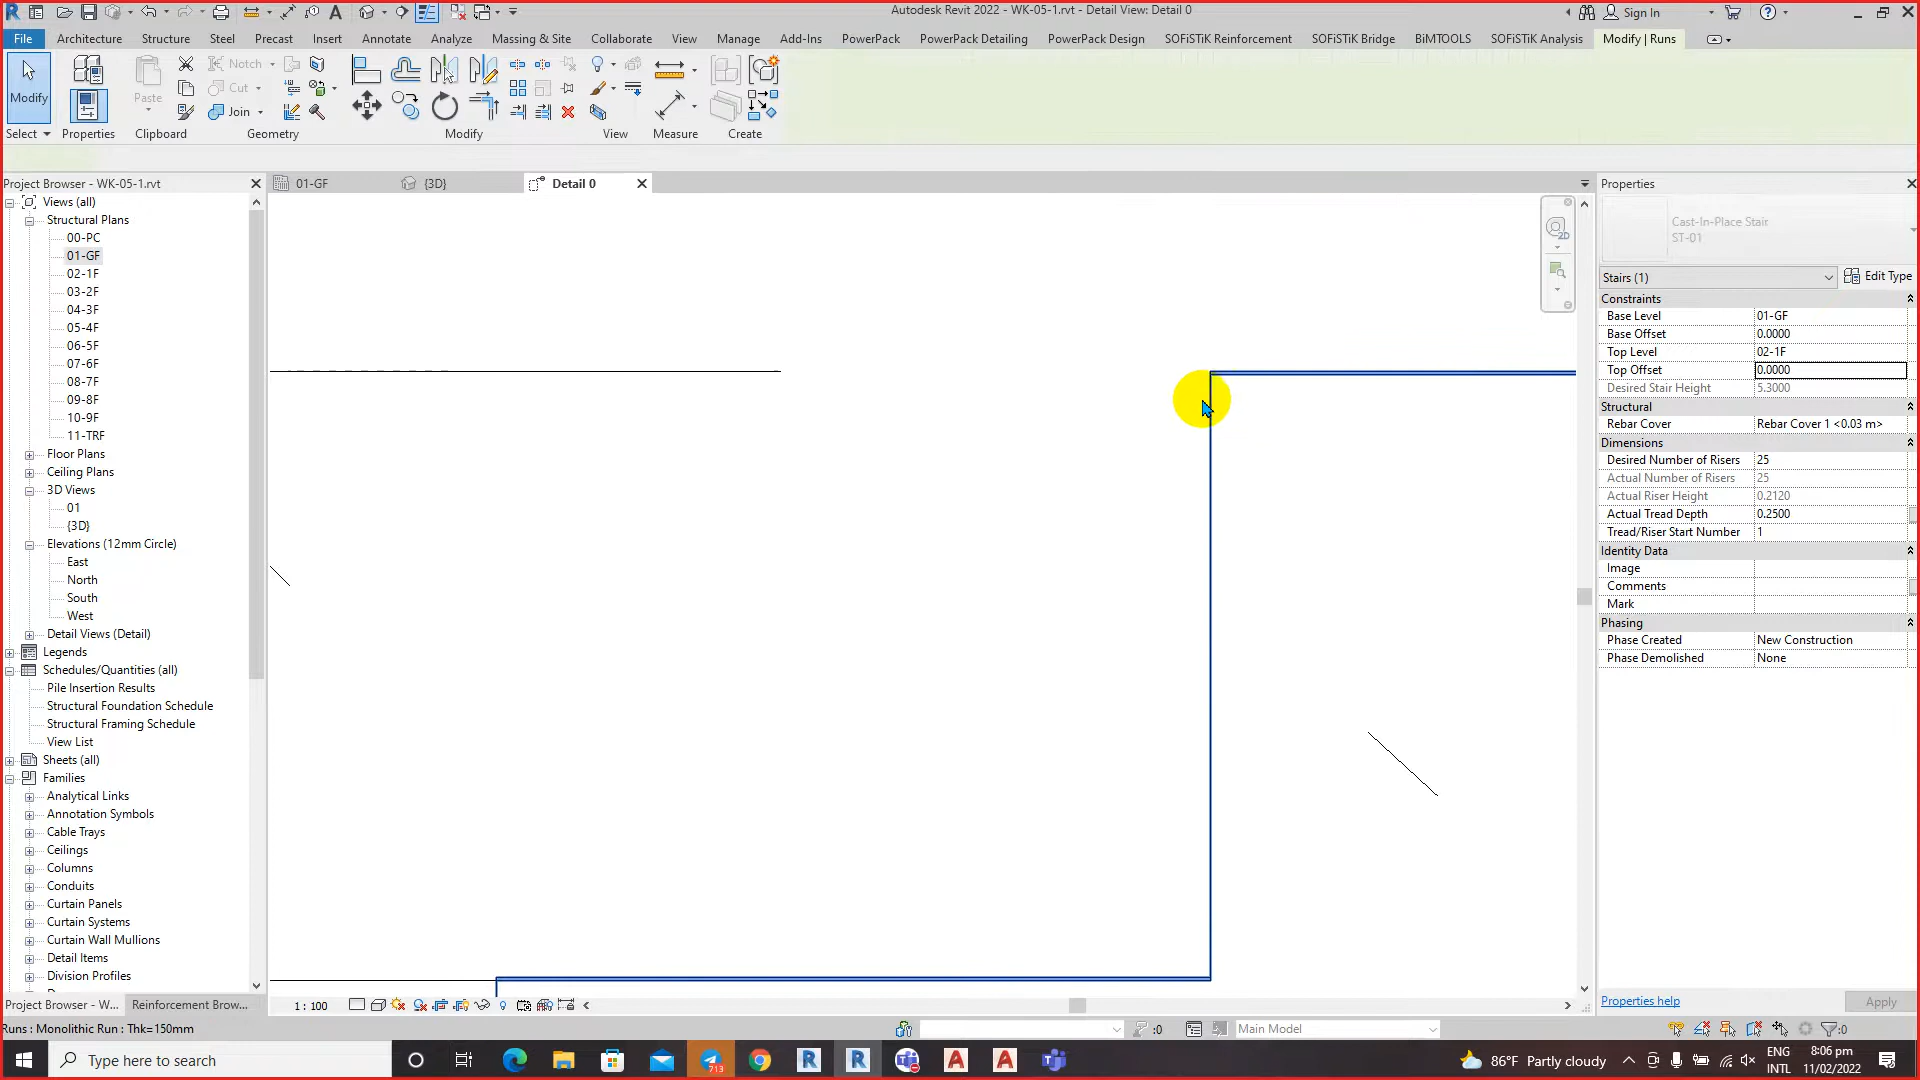 Autodesk Revit 2022 - WK-05-1.rvt - Detail View: Detail 0
Sign In
File Architecture Structure Steel Precast Insert Annotate Analyze Massing & Site Collaborate View Manage Add-Ins PowerPack PowerPack Detailing PowerPack Design SOFiSTiK Reinforcement SOFiSTiK Bridge BiMTOOLS SOFiSTiK Analysis Modify | Runs
Modify Paste Notch Cut Join
Select Properties Clipboard Geometry Modify View Measure Create
Project Browser - WK-05-1.rvt
01-GF {3D} Detail 0
Properties
Views (all)
Structural Plans
00-PC
01-GF
02-1F
03-2F
04-3F
05-4F
06-5F
07-6F
08-7F
09-8F
10-9F
11-TRF
Floor Plans
Ceiling Plans
3D Views
01
{3D}
Elevations (12mm Circle)
East
North
South
West
Detail Views (Detail)
Legends
Schedules/Quantities (all)
Pile Insertion Results
Structural Foundation Schedule
Structural Framing Schedule
View List
Sheets (all)
Families
Analytical Links
Annotation Symbols
Cable Trays
Ceilings
Columns
Conduits
Curtain Panels
Curtain Systems
Curtain Wall Mullions
Detail Items
Division Profiles
Project Browser - W... Reinforcement Brow...
2D
Cast-In-Place Stair
ST-01
Stairs (1) Edit Type
Constraints
Base Level 01-GF
Base Offset 0.0000
Top Level 02-1F
Top Offset 0.0000
Desired Stair Height 5.3000
Structural
Rebar Cover Rebar Cover 1 <0.03 m>
Dimensions
Desired Number of Risers 25
Actual Number of Risers 25
Actual Riser Height 0.2120
Actual Tread Depth 0.2500
Tread/Riser Start Number 1
Identity Data
Image
Comments
Mark
Phasing
Phase Created New Construction
Phase Demolished None
Properties help Apply
1 : 100
Runs : Monolithic Run : Thk=150mm
:0 Main Model :0
Type here to search
713
86°F Partly cloudy
ENG
INTL
8:06 pm
11/02/2022